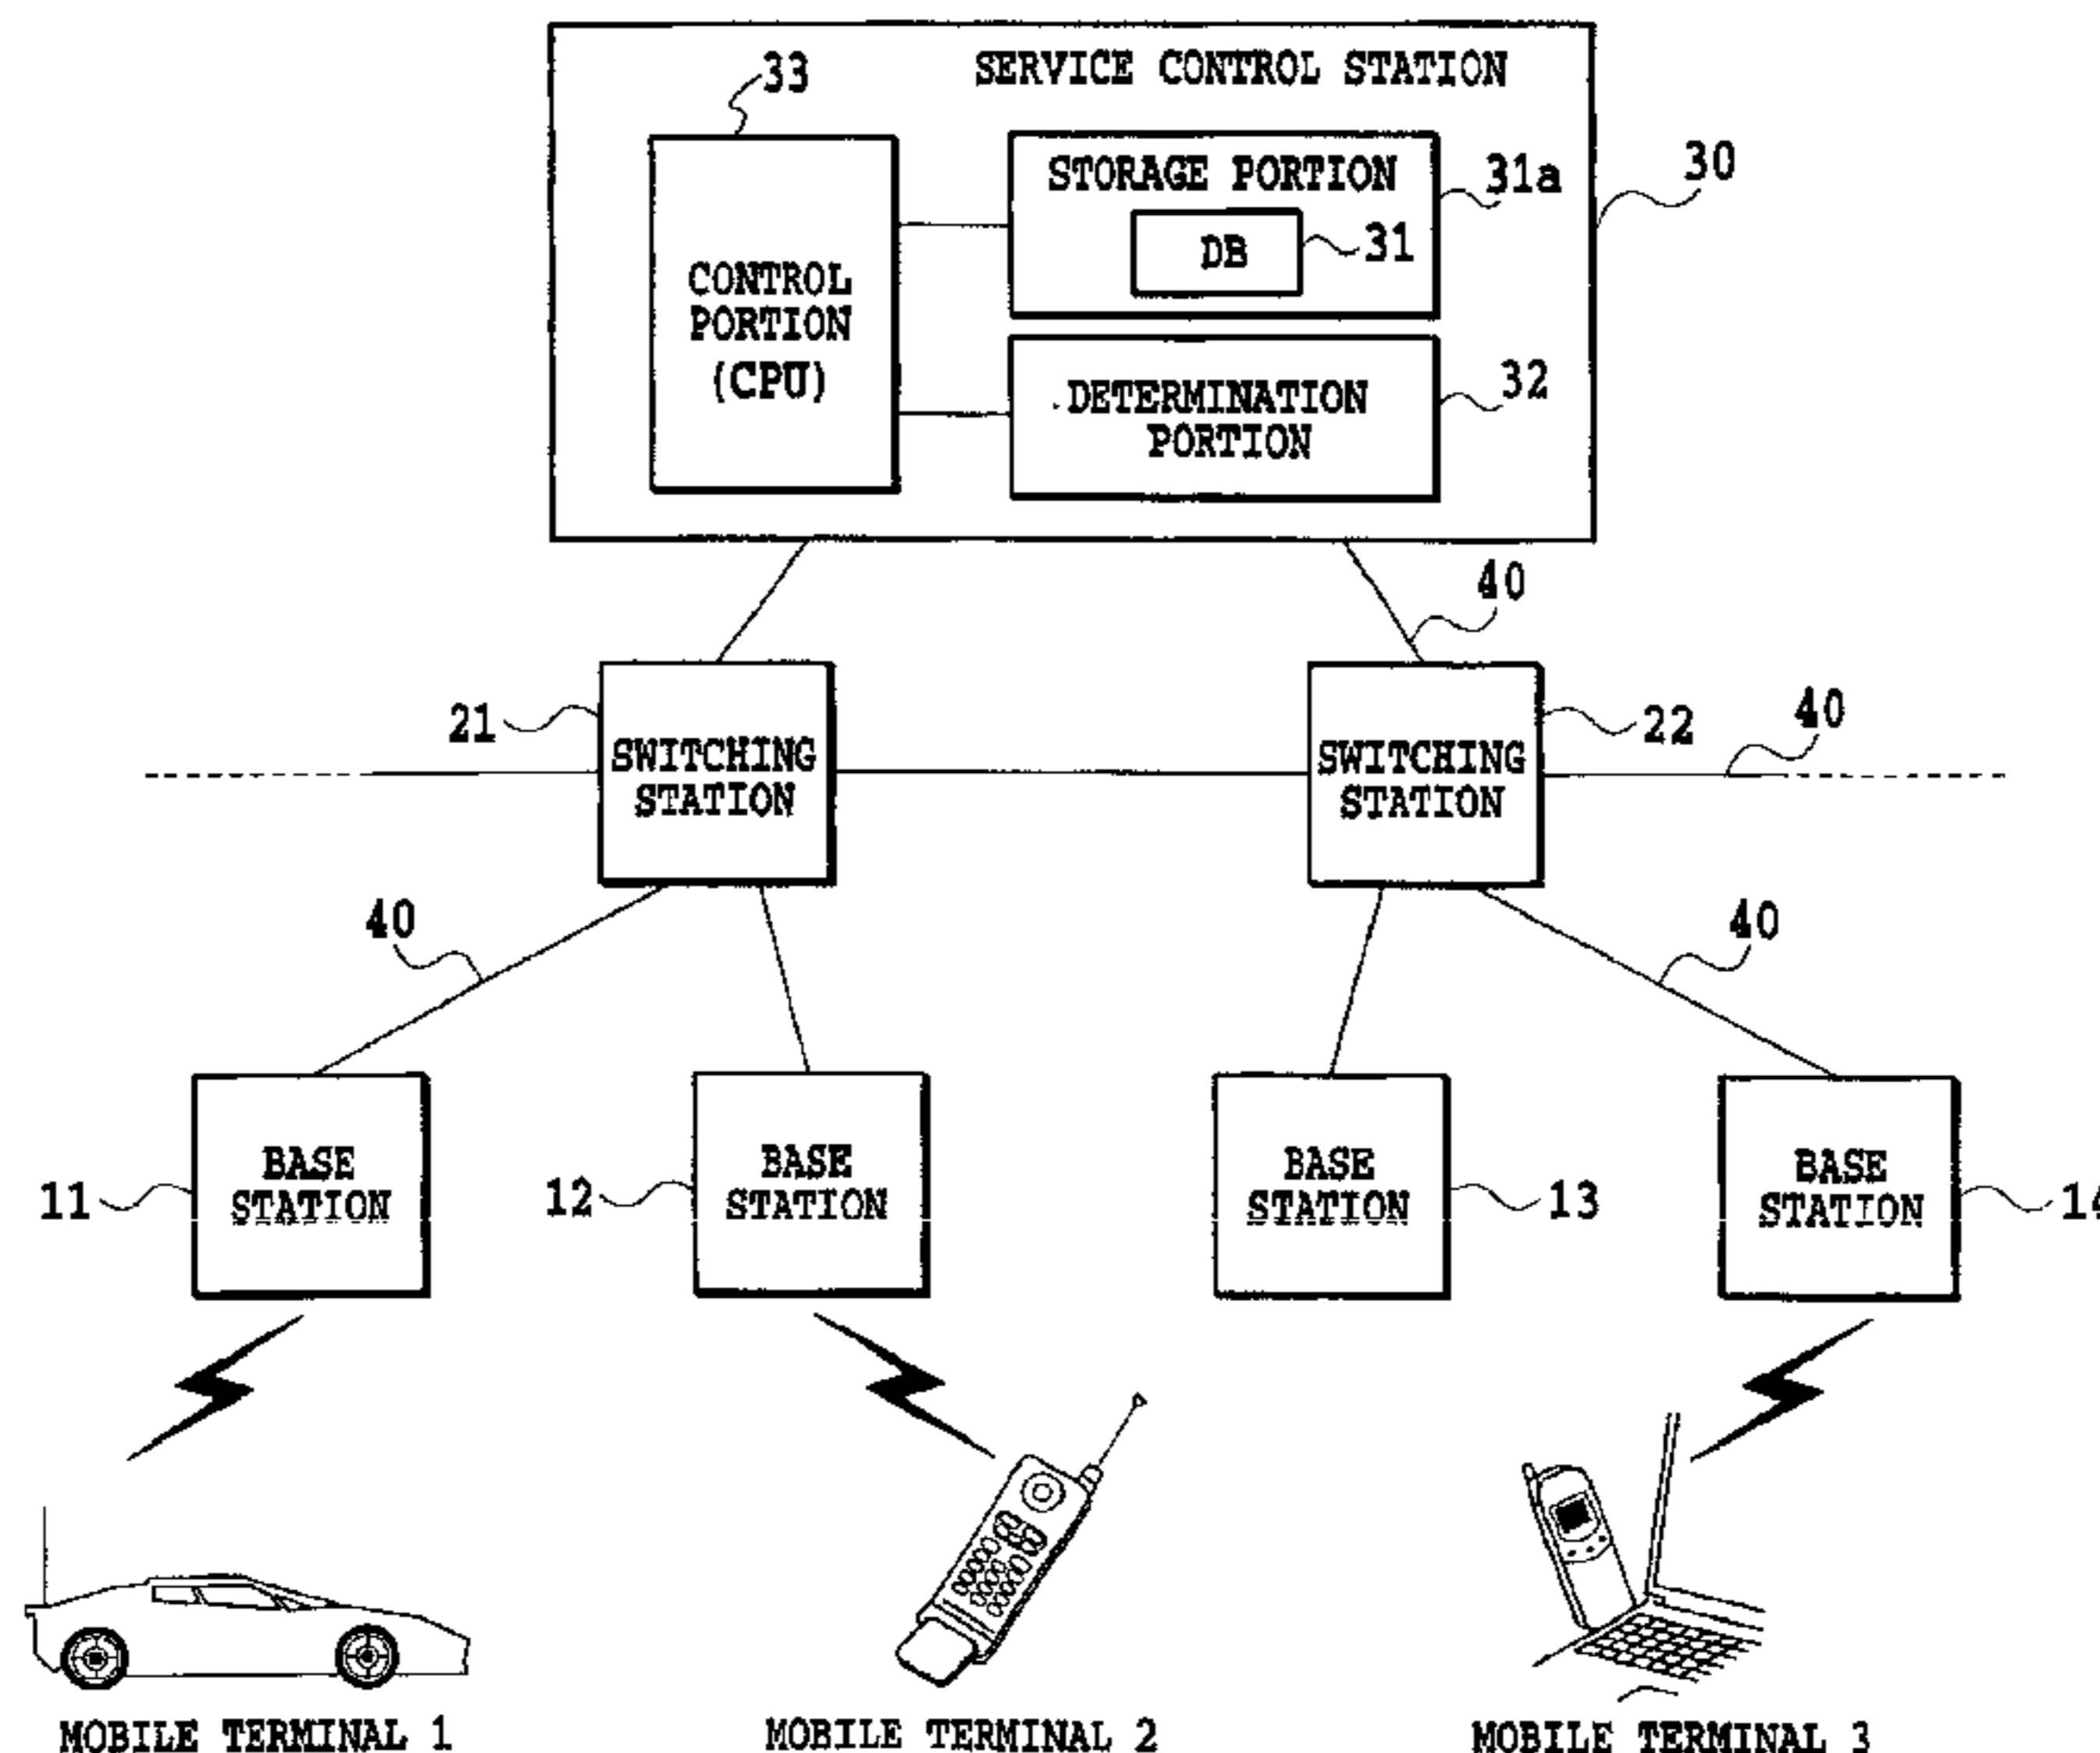 SERVICE CONTROL STATION
33
STORAGE PORTION
31a
30
DB
31
CONTROL
PORTION
(CPU)
DETERMINATION
PORTION
32
40
21
SWITCHING
STATION
SWITCHING
STATION
22
40
40
40
11
BASE
STATION
12
BASE
STATION
BASE
STATION
13
BASE
STATION
14
MOBILE TERMINAL 1
MOBILE TERMINAL 2
MOBILE TERMINAL 3